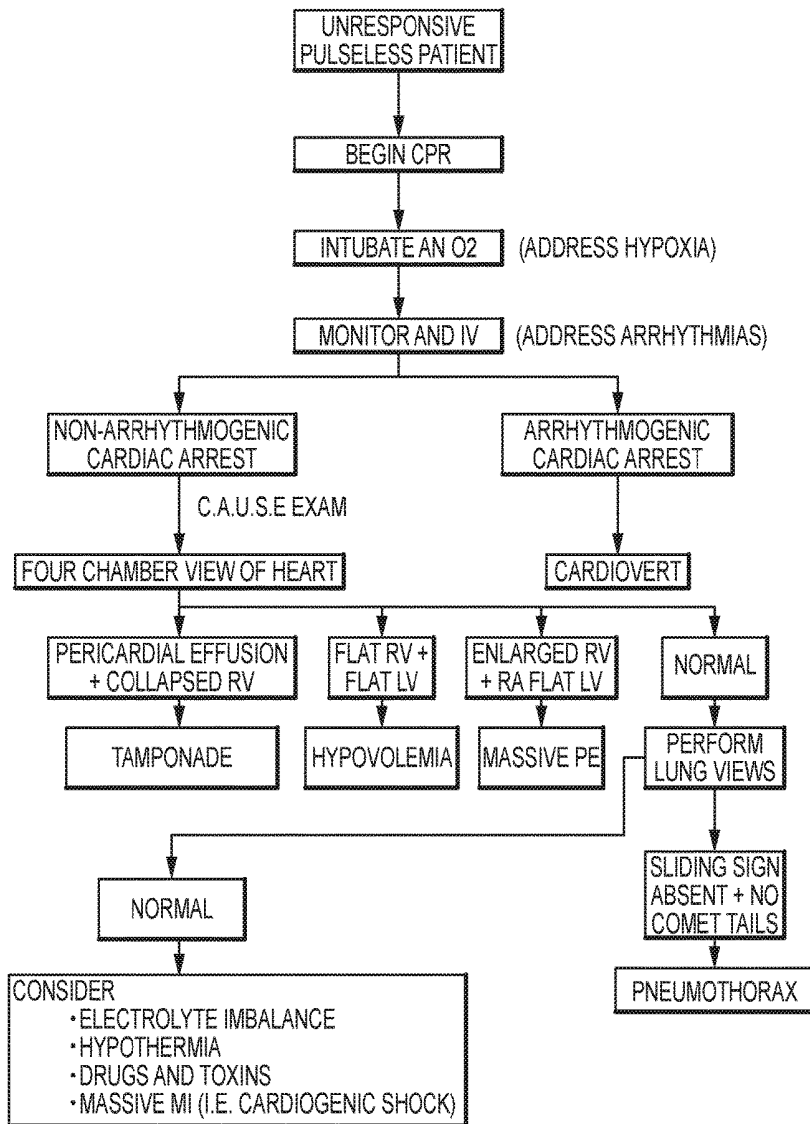 UNRESPONSIVE
PULSELESS PATIENT
BEGIN CPR
INTUBATE AN O2
(ADDRESS HYPOXIA)
MONITOR AND IV
(ADDRESS ARRHYTHMIAS)
NON-ARRHYTHMOGENIC
CARDIAC ARREST
ARRHYTHMOGENIC
CARDIAC ARREST
C.A.U.S.E EXAM
FOUR CHAMBER VIEW OF HEART
CARDIOVERT
PERICARDIAL EFFUSION
+ COLLAPSED RV
FLAT RV +
FLAT LV
ENLARGED RV
+ RA FLAT LV
NORMAL
TAMPONADE
HYPOVOLEMIA
MASSIVE PE
PERFORM
LUNG VIEWS
NORMAL
SLIDING SIGN
ABSENT + NO
COMET TAILS
PNEUMOTHORAX
CONSIDER
• ELECTROLYTE IMBALANCE
• HYPOTHERMIA
• DRUGS AND TOXINS
• MASSIVE MI (I.E. CARDIOGENIC SHOCK)